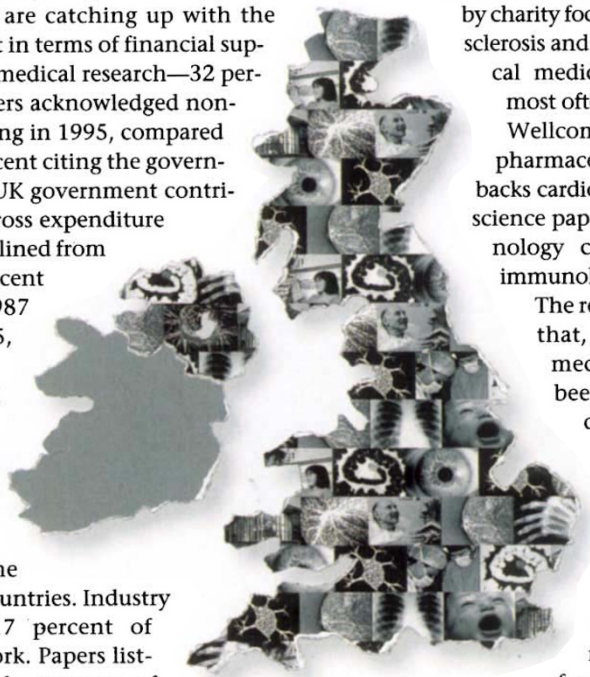 are catching up with the
t in terms of financial sup-
medical research—32 per-
ers acknowledged non-
ng in 1995, compared
cent citing the govern-
UK government contri-
ross expenditure
lined from
cent
987
5,
ne
untries. Industry
7 percent of
ork. Papers list-
by charity foc
sclerosis and
cal medic
most oft
Wellcom
pharmace
backs cardio
science pap
nology c
immunol
The re
that,
med
bee